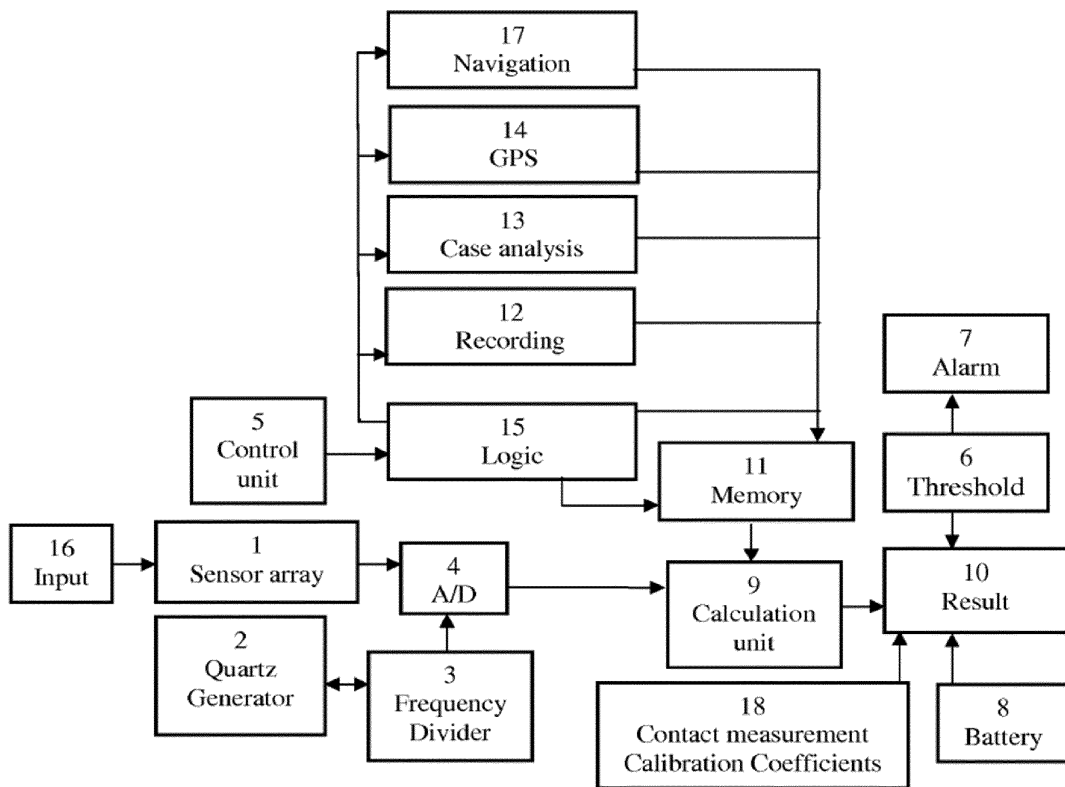 17
Navigation
14
GPS
13
Case analysis
12
Recording
7
Alarm
5
Control
unit
15
Logic
11
Memory
6
Threshold
16
Input
1
Sensor array
4
A/D
9
Calculation
unit
10
Result
2
Quartz
Generator
3
Frequency
Divider
18
Contact measurement
Calibration Coefficients
8
Battery